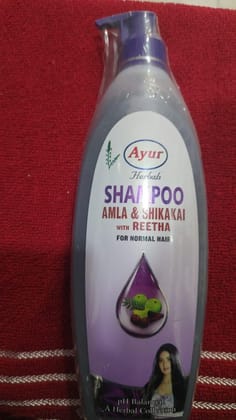 Ayur
Herbals
SHAMPOO
AMLA & SHIKAKAI
WITH REETHA
FOR NORMAL HAIR
pH Balanced
A Herbal Collection